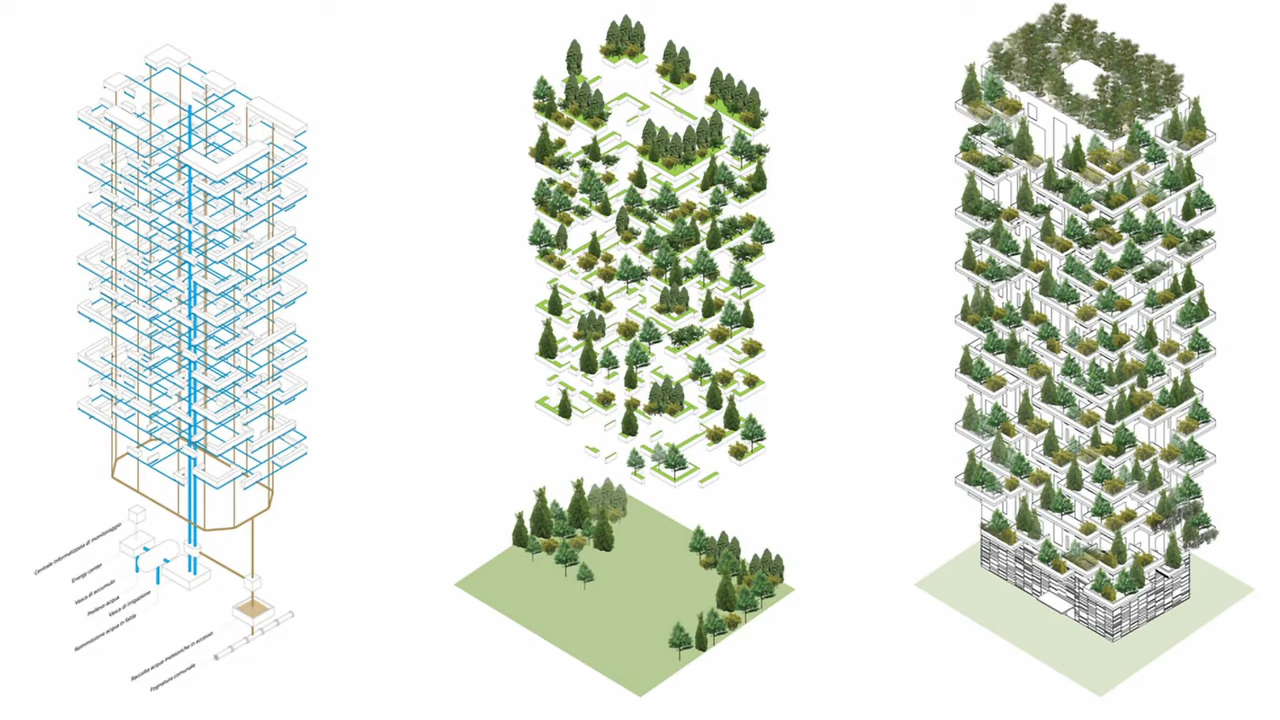 Centrale informatizzata di monitoraggio
Energy center
Vasca di accumulo
Prelievo acqua
Vasca di irrigazione
Reimmissione acqua in falda
Raccolta acque meteoriche in eccesso
Fognatura comunale